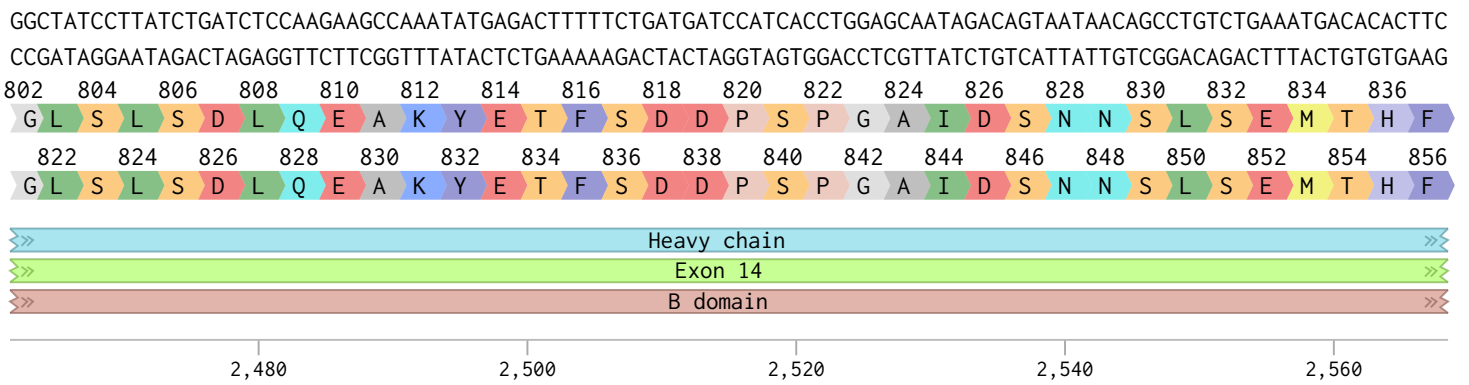 GGCTATCCTTATCTGATCTCCAAGAAGCCAAATATGAGACTTTTTCTGATGATCCATCACCTGGAGCAATAGACAGTAATAACAGCCTGTCTGAAATGACACACTTC
CCGATAGGAATAGACTAGAGGTTCTTCGGTTTATACTCTGAAAAAGACTACTAGGTAGTGGACCTCGTTATCTGTCATTATTGTCGGACAGACTTTACTGTGTGAAG
802 804 806 808 810 812 814 816 818 820 822 824 826 828 830 832 834 836
G L S L S D L Q E A K Y E T F S D D P S P G A I D S N N S L S E M T H F
822 824 826 828 830 832 834 836 838 840 842 844 846 848 850 852 854 856
G L S L S D L Q E A K Y E T F S D D P S P G A I D S N N S L S E M T H F
Heavy chain
Exon 14
B domain
2,480 2,500 2,520 2,540 2,560